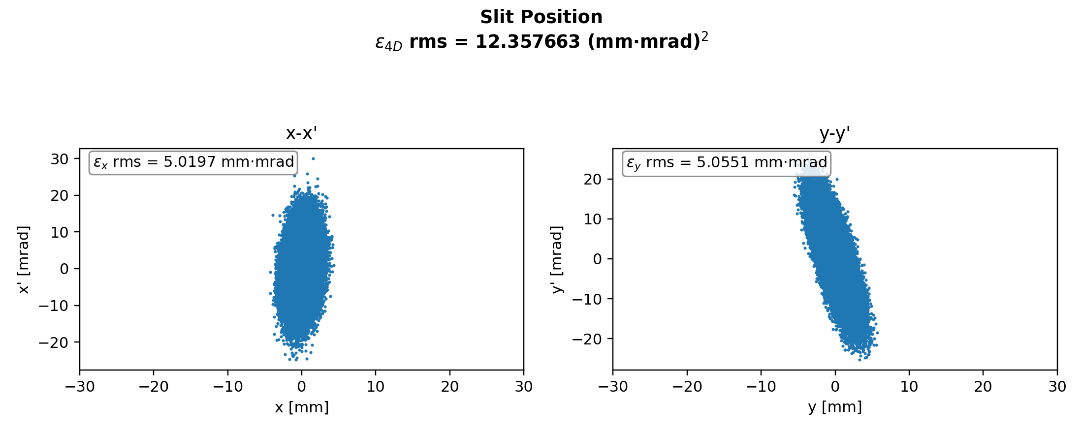 Slit Position
ε4D rms = 12.357663 (mm·mrad)²
x-x'
εx rms = 5.0197 mm·mrad
30
20
10
0
−10
−20
x' [mrad]
−30
−20
−10
0
10
20
30
x [mm]
y-y'
εy rms = 5.0551 mm·mrad
20
10
0
−10
−20
y' [mrad]
−30
−20
−10
0
10
20
30
y [mm]